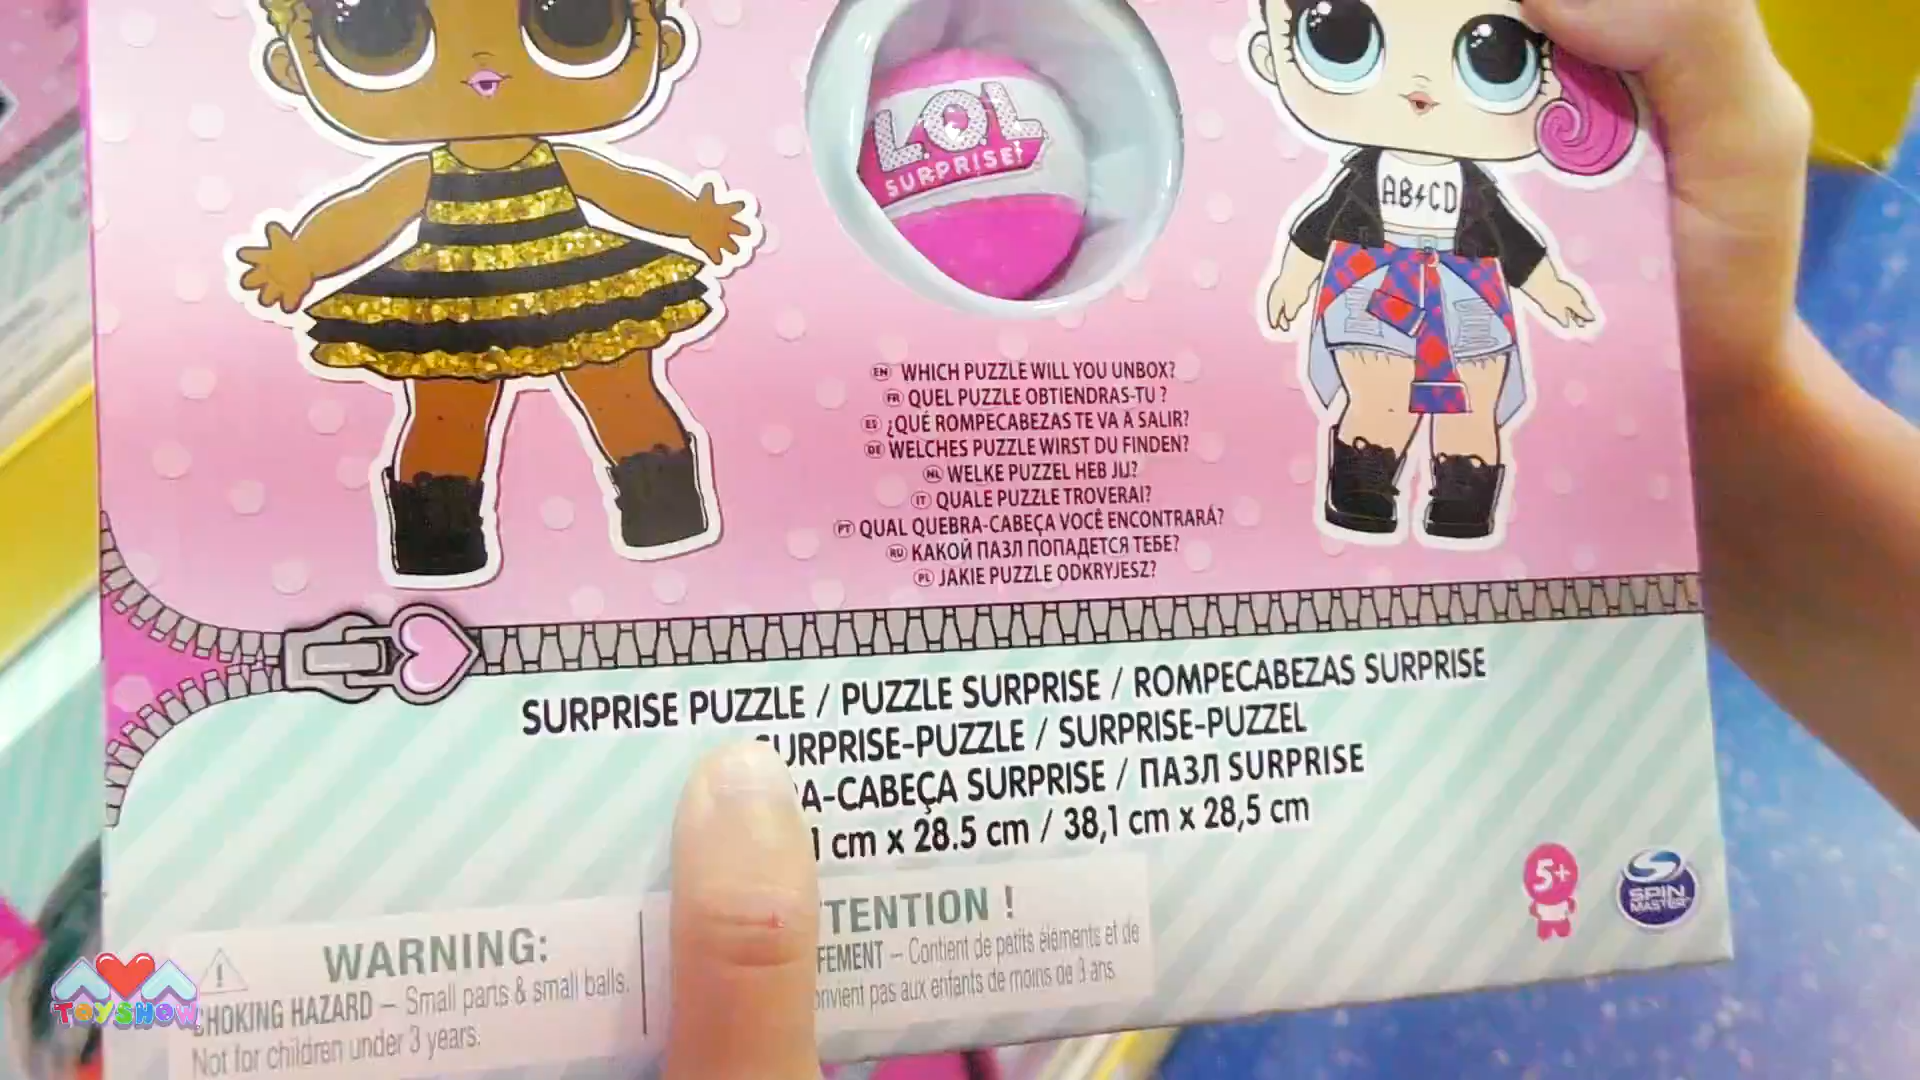 L.O.L
SURPRISE!
AB CD
EN WHICH PUZZLE WILL YOU UNBOX?
FR QUEL PUZZLE OBTIENDRAS-TU ?
ES ¿QUÉ ROMPECABEZAS TE VA A SALIR?
DE WELCHES PUZZLE WIRST DU FINDEN?
NL WELKE PUZZEL HEB JIJ?
IT QUALE PUZZLE TROVERAI?
PT QUAL QUEBRA-CABEÇA VOCÊ ENCONTRARÁ?
RU КАКОЙ ПАЗЛ ПОПАДЕТСЯ ТЕБЕ?
PL JAKIE PUZZLE ODKRYJESZ?
SURPRISE PUZZLE / PUZZLE SURPRISE / ROMPECABEZAS SURPRISE
SURPRISE-PUZZLE / SURPRISE-PUZZEL
A-CABEÇA SURPRISE / ПАЗЛ SURPRISE
1 cm x 28.5 cm / 38,1 cm x 28,5 cm
5+
SPIN MASTER
WARNING:
CHOKING HAZARD – Small parts & small balls.
Not for children under 3 years.
TTENTION !
FEMENT – Contient de petits éléments et de
nvient pas aux enfants de moins de 3 ans
TOYSHOW